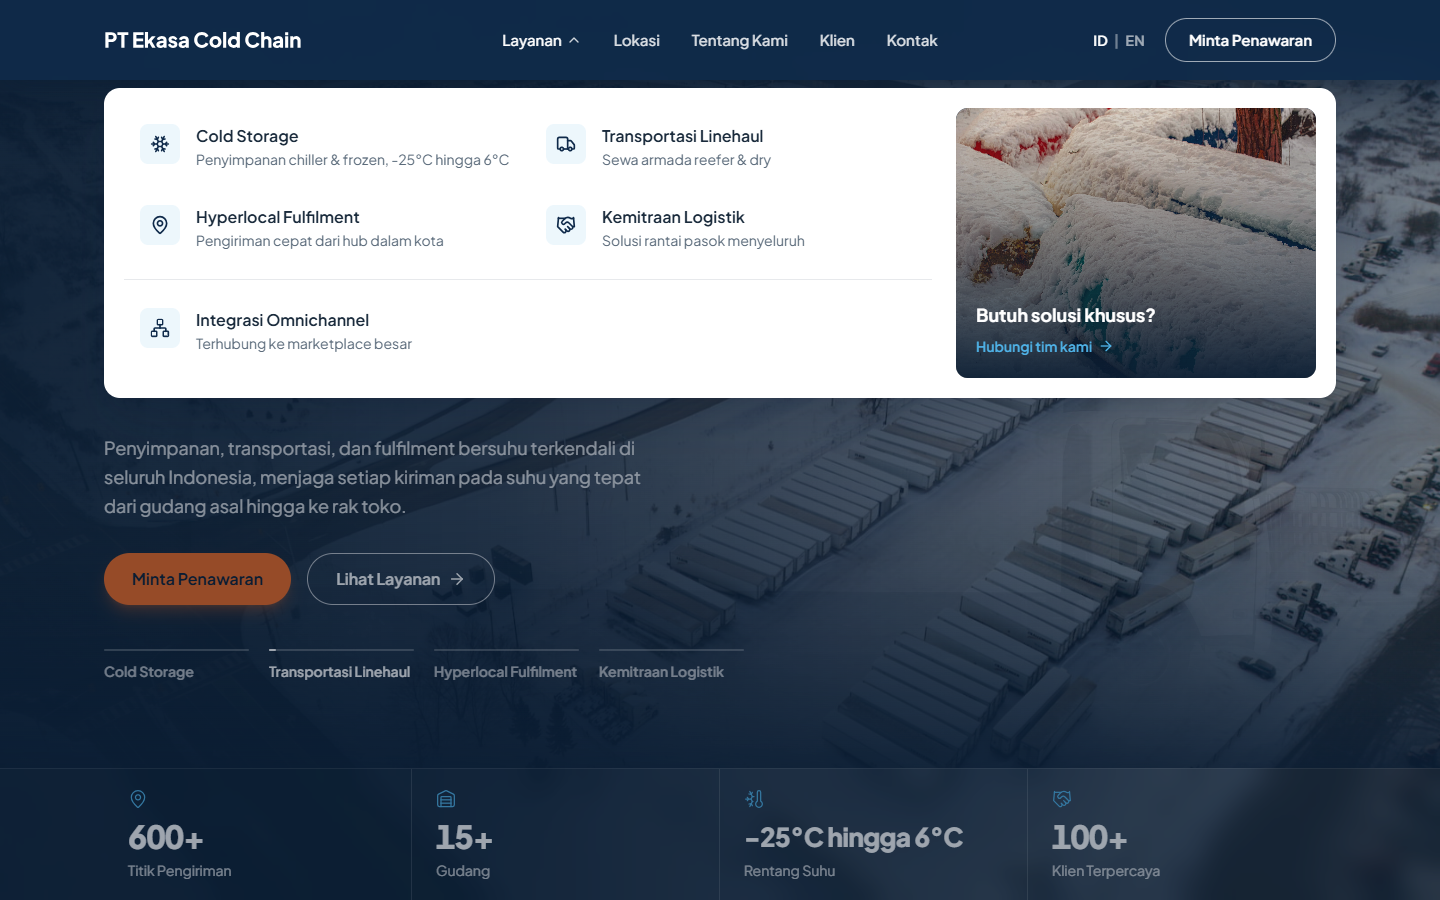 PT Ekasa Cold Chain
Layanan
Lokasi
Tentang Kami
Klien
Kontak
ID | EN
Minta Penawaran
Cold Storage
Penyimpanan chiller & frozen, -25°C hingga 6°C
Transportasi Linehaul
Sewa armada reefer & dry
Hyperlocal Fulfilment
Pengiriman cepat dari hub dalam kota
Kemitraan Logistik
Solusi rantai pasok menyeluruh
Integrasi Omnichannel
Terhubung ke marketplace besar
Butuh solusi khusus?
Hubungi tim kami
Penyimpanan, transportasi, dan fulfilment bersuhu terkendali di
seluruh Indonesia, menjaga setiap kiriman pada suhu yang tepat
dari gudang asal hingga ke rak toko.
Minta Penawaran
Lihat Layanan
Cold Storage
Transportasi Linehaul
Hyperlocal Fulfilment
Kemitraan Logistik
600+
Titik Pengiriman
15+
Gudang
-25°C hingga 6°C
Rentang Suhu
100+
Klien Terpercaya